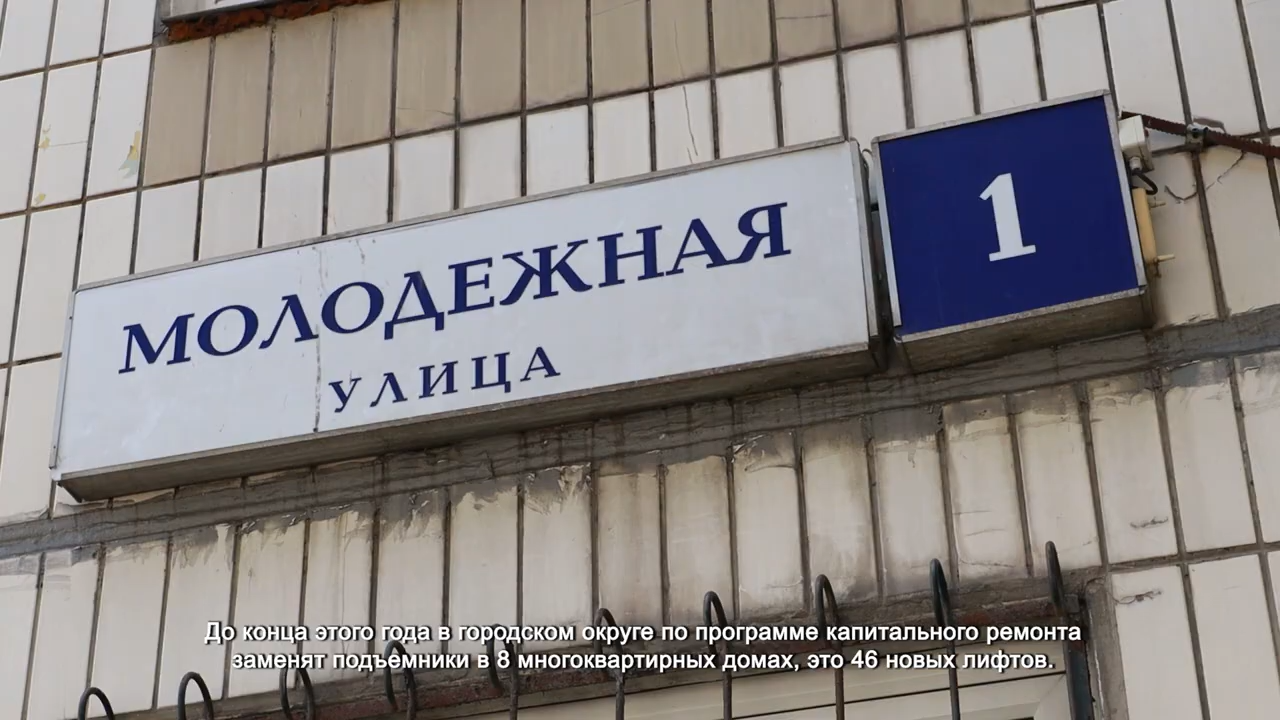 МОЛОДЕЖНАЯ
УЛИЦА
1
До конца этого года в городском округе по программе капитального ремонта
заменят подъёмники в 8 многоквартирных домах, это 46 новых лифтов.